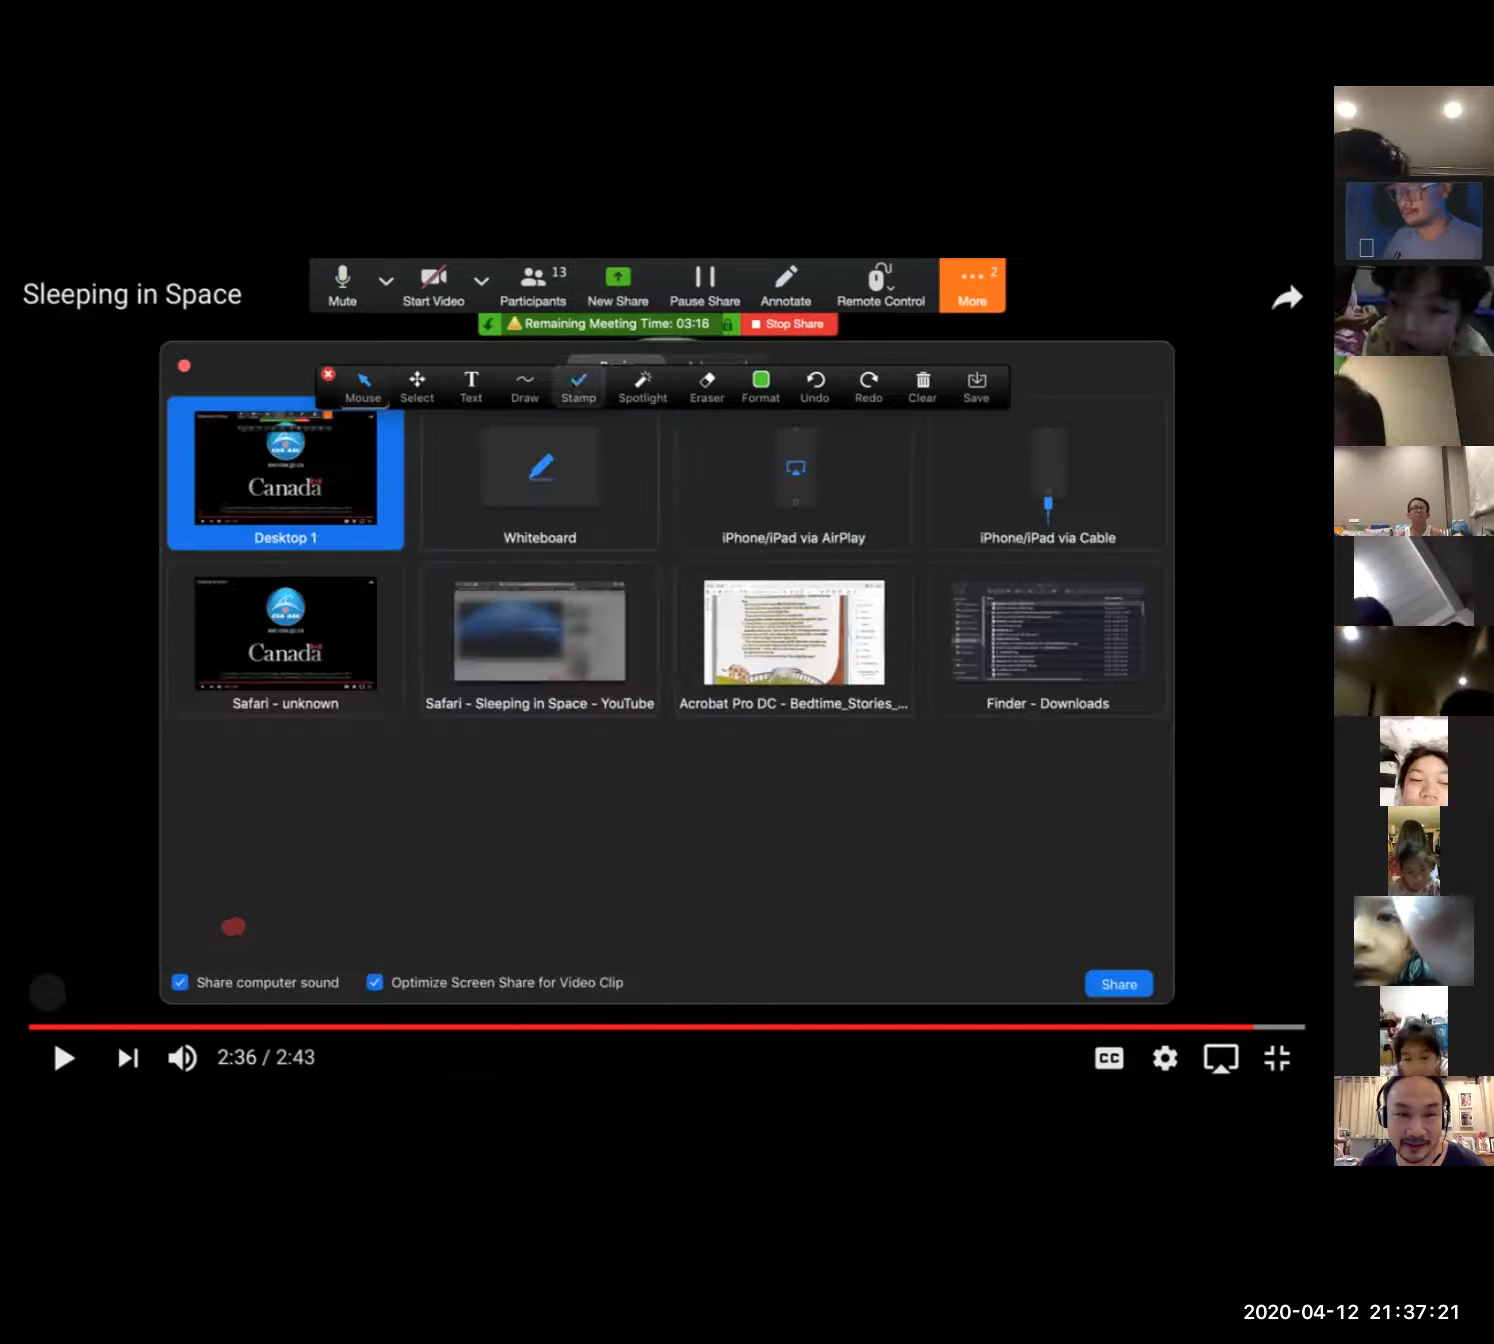 Sleeping in Space
13
2
Mute
Start Video
Participants
New Share
Pause Share
Annotate
Remote Control
More
Remaining Meeting Time: 03:18
Stop Share
Mouse
Select
Text
Draw
Stamp
Spotlight
Eraser
Format
Undo
Redo
Clear
Save
Canada
Desktop 1
Whiteboard
iPhone/iPad via AirPlay
iPhone/iPad via Cable
Canada
Safari - unknown
Safari - Sleeping in Space - YouTube
Acrobat Pro DC - Bedtime_Stories_...
Finder - Downloads
Share computer sound
Optimize Screen Share for Video Clip
Share
2:36 / 2:43
CC
2020-04-12 21:37:21